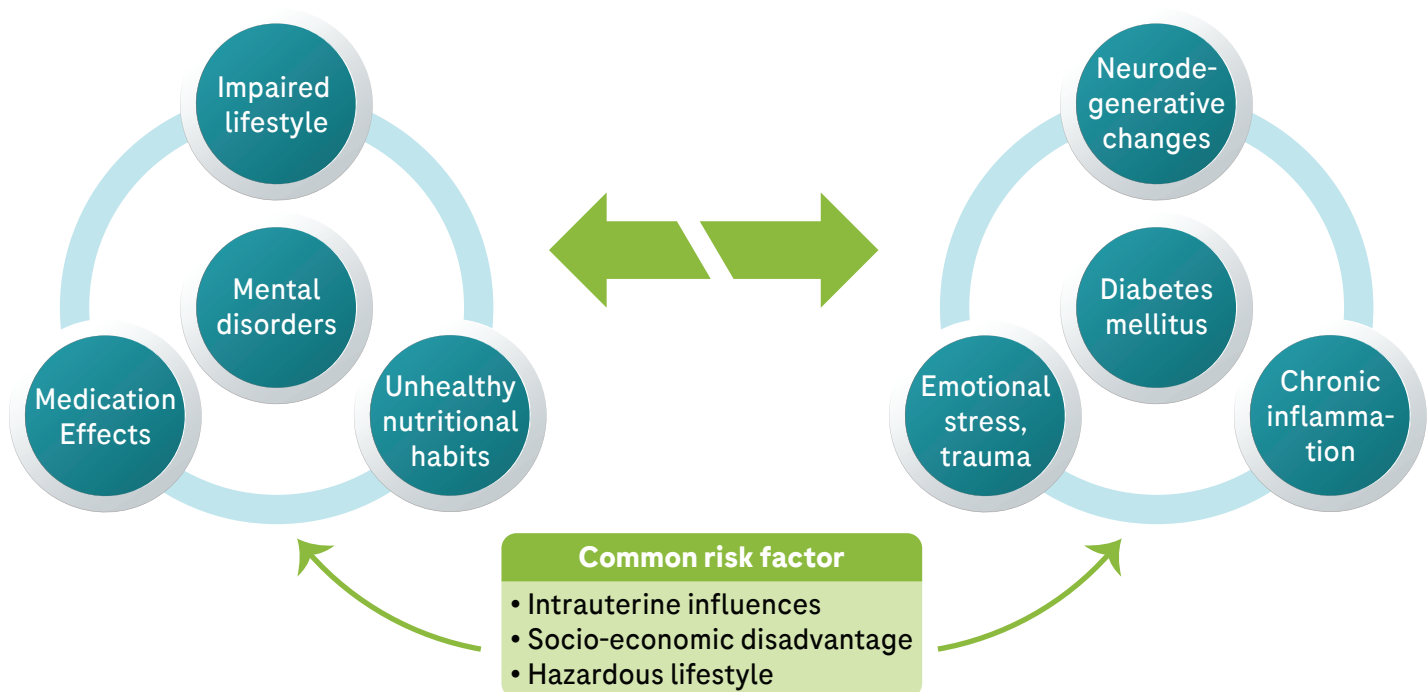 Impaired
lifestyle
Mental
disorders
Medication
Effects
Unhealthy
nutritional
habits
Neurode-
generative
changes
Diabetes
mellitus
Emotional
stress,
trauma
Chronic
inflamma-
tion
Common risk factor
• Intrauterine influences
• Socio-economic disadvantage
• Hazardous lifestyle